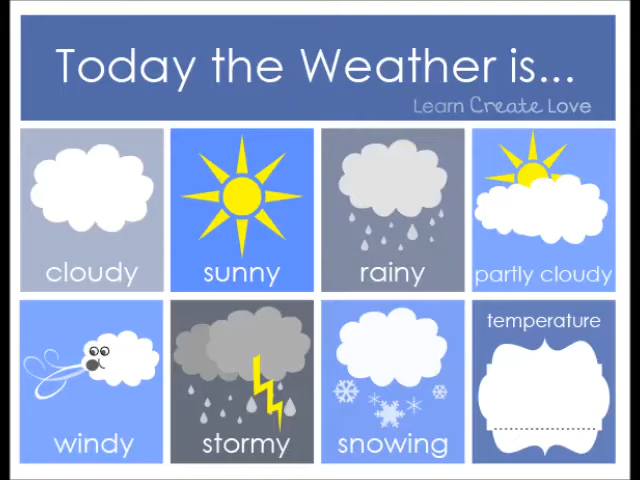 Today the Weather is...
Learn Create Love
cloudy
sunny
rainy
partly cloudy
windy
stormy
snowing
temperature